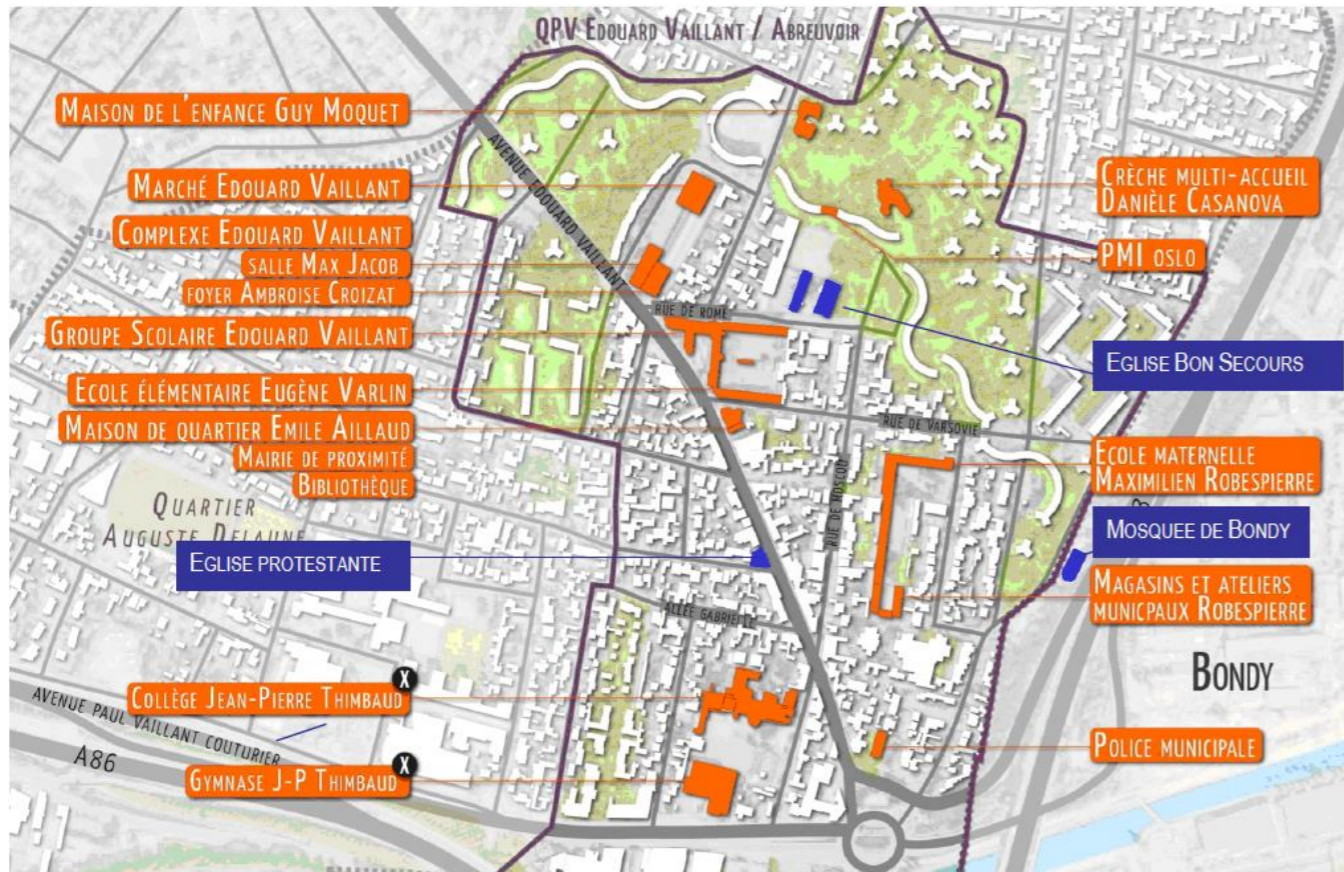 QPV Edouard Vaillant / Abreuvoir
Maison de l'enfance Guy Moquet
Marché Edouard Vaillant
Complexe Edouard Vaillant
salle Max Jacob
foyer Ambroise Croizat
Groupe Scolaire Edouard Vaillant
Ecole élémentaire Eugène Varlin
Maison de quartier Emile Aillaud
Mairie de proximité
Bibliothèque
Quartier
Auguste Delaune
EGLISE PROTESTANTE
Collège Jean-Pierre Thimbaud
X
Gymnase J-P Thimbaud
X
AVENUE PAUL VAILLANT COUTURIER
A86
AVENUE EDOUARD VAILLANT
RUE DE ROME
RUE DE VARSOVIE
RUE DE MOSCOU
ALLÉE GABRIELLE
Crèche multi-accueil
Danièle Casanova
PMI oslo
EGLISE BON SECOURS
Ecole maternelle
Maximilien Robespierre
MOSQUEE DE BONDY
Magasins et ateliers
municpaux Robespierre
Bondy
Police municipale